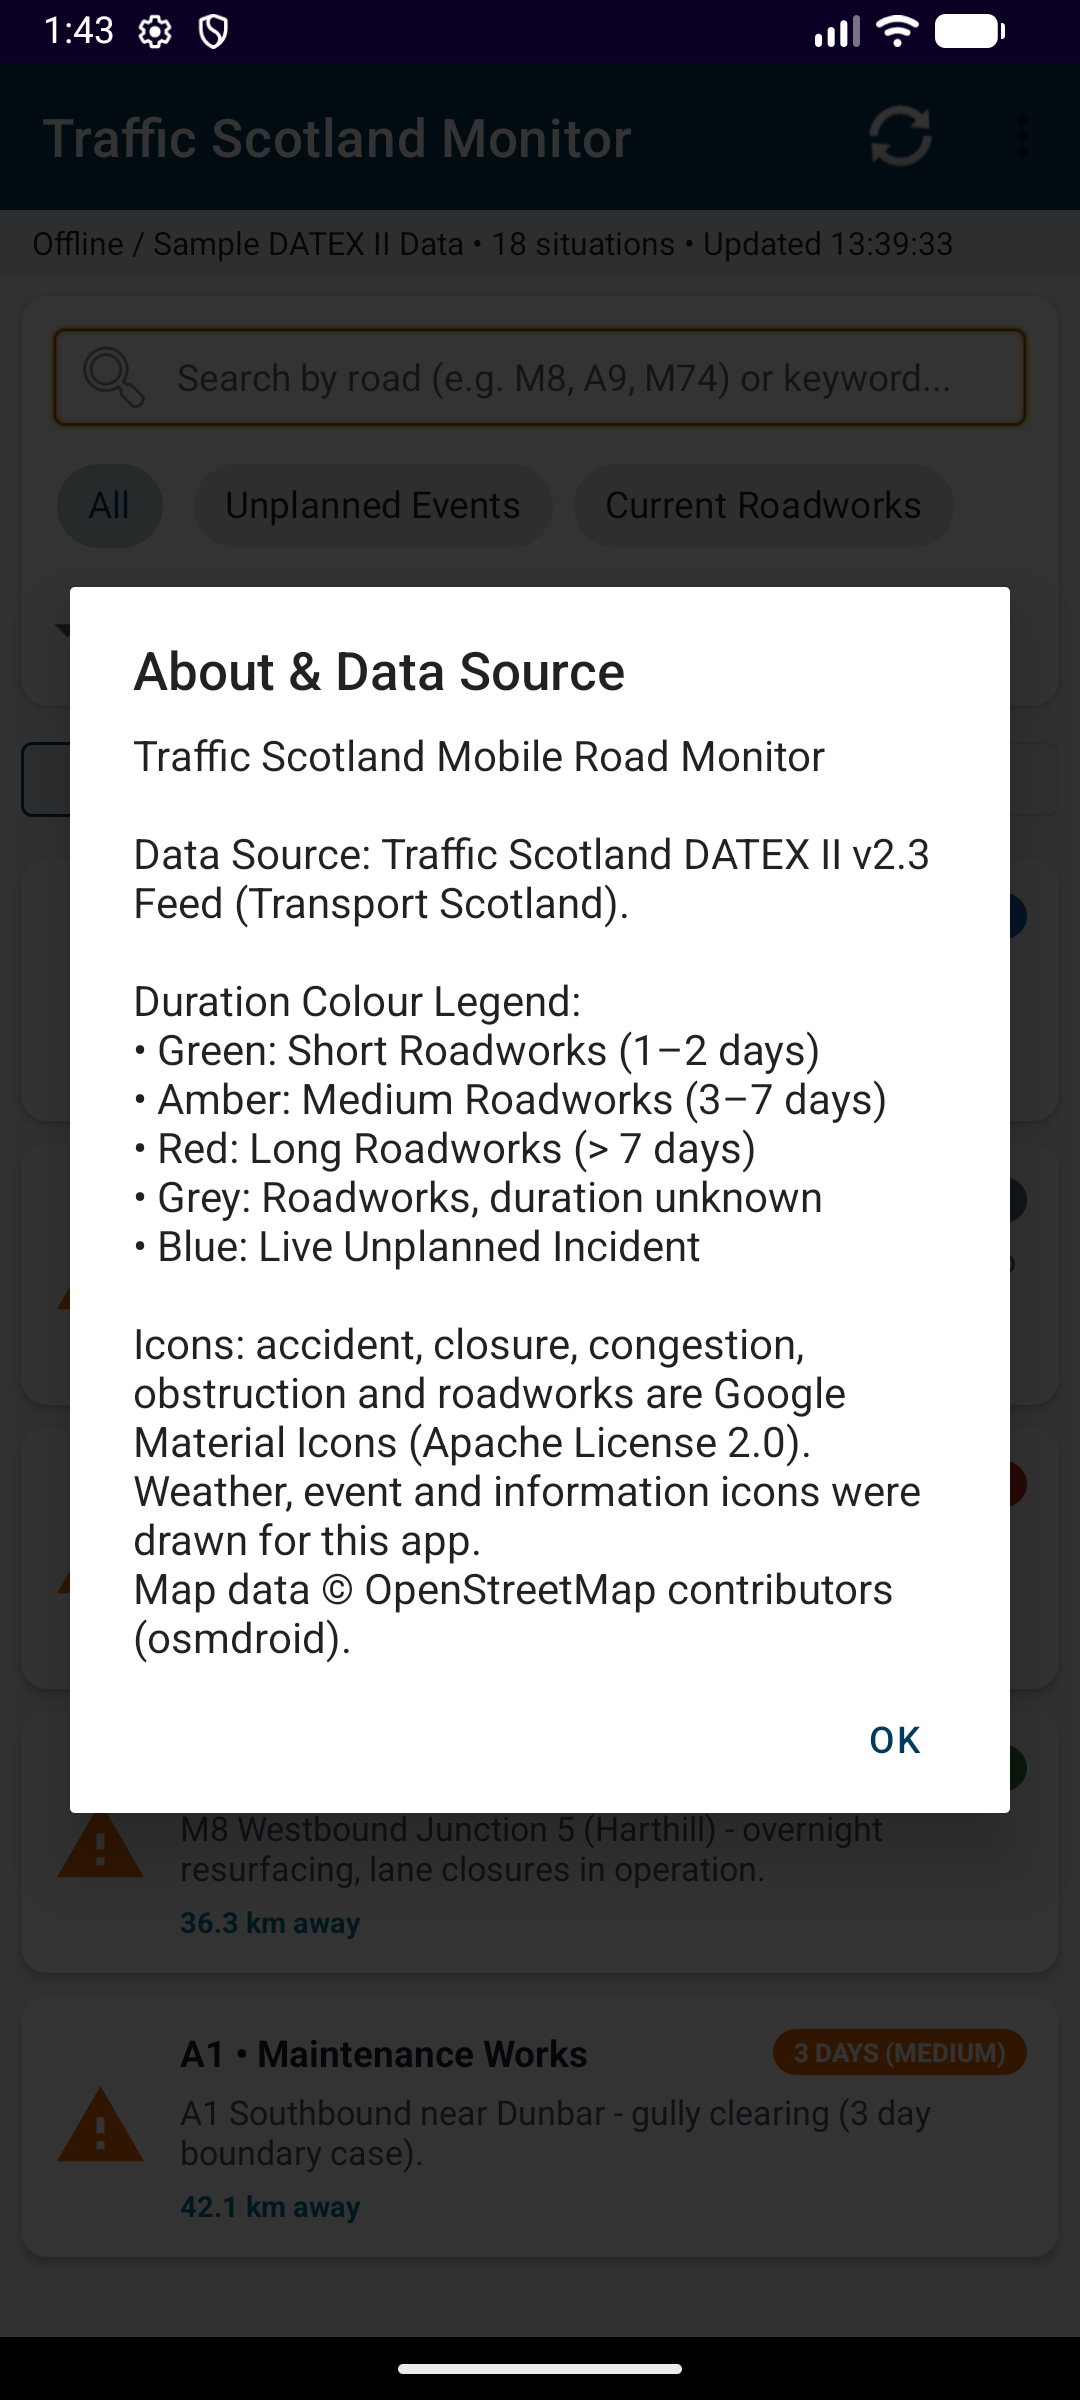 1:43
Traffic Scotland Monitor
Offline / Sample DATEX II Data • 18 situations • Updated 13:39:33
Search by road (e.g. M8, A9, M74) or keyword...
All
Unplanned Events
Current Roadworks
About & Data Source
Traffic Scotland Mobile Road Monitor
Data Source: Traffic Scotland DATEX II v2.3
Feed (Transport Scotland).
Duration Colour Legend:
• Green: Short Roadworks (1–2 days)
• Amber: Medium Roadworks (3–7 days)
• Red: Long Roadworks (> 7 days)
• Grey: Roadworks, duration unknown
• Blue: Live Unplanned Incident
Icons: accident, closure, congestion,
obstruction and roadworks are Google
Material Icons (Apache License 2.0).
Weather, event and information icons were
drawn for this app.
Map data © OpenStreetMap contributors
(osmdroid).
OK
M8 Westbound Junction 5 (Harthill) - overnight
resurfacing, lane closures in operation.
36.3 km away
A1 • Maintenance Works
3 DAYS (MEDIUM)
A1 Southbound near Dunbar - gully clearing (3 day
boundary case).
42.1 km away